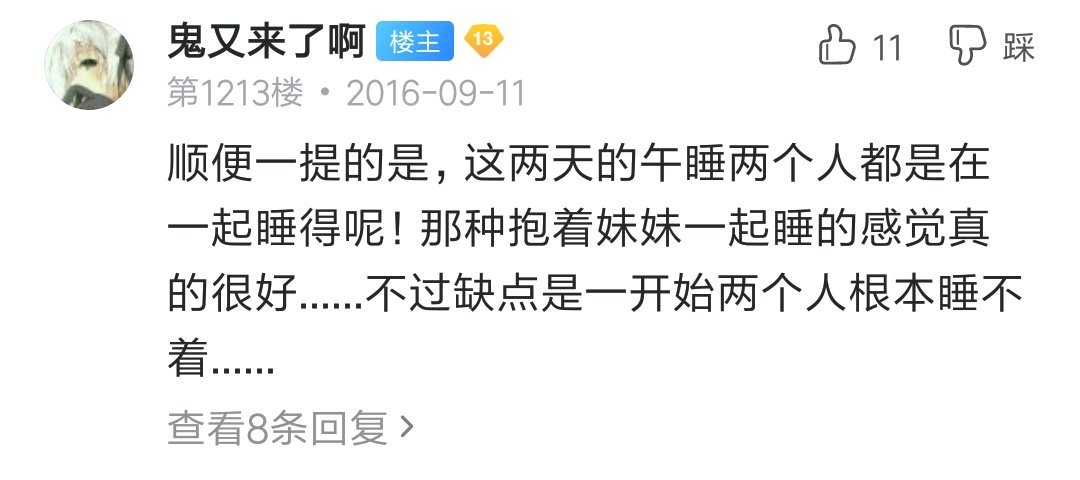 鬼又来了啊 楼主 13 11 踩
第1213楼 • 2016-09-11
顺便一提的是，这两天的午睡两个人都是在
一起睡得呢！那种抱着妹妹一起睡的感觉真
的很好......不过缺点是一开始两个人根本睡不
着......
查看8条回复 >